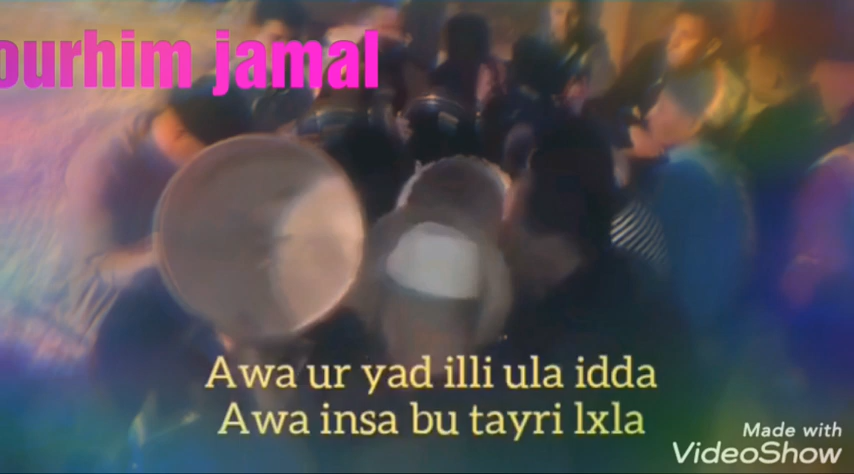 ourhim jamal
Awa ur yad illi ula idda
Awa insa bu tayri lxla
Made with
VideoShow